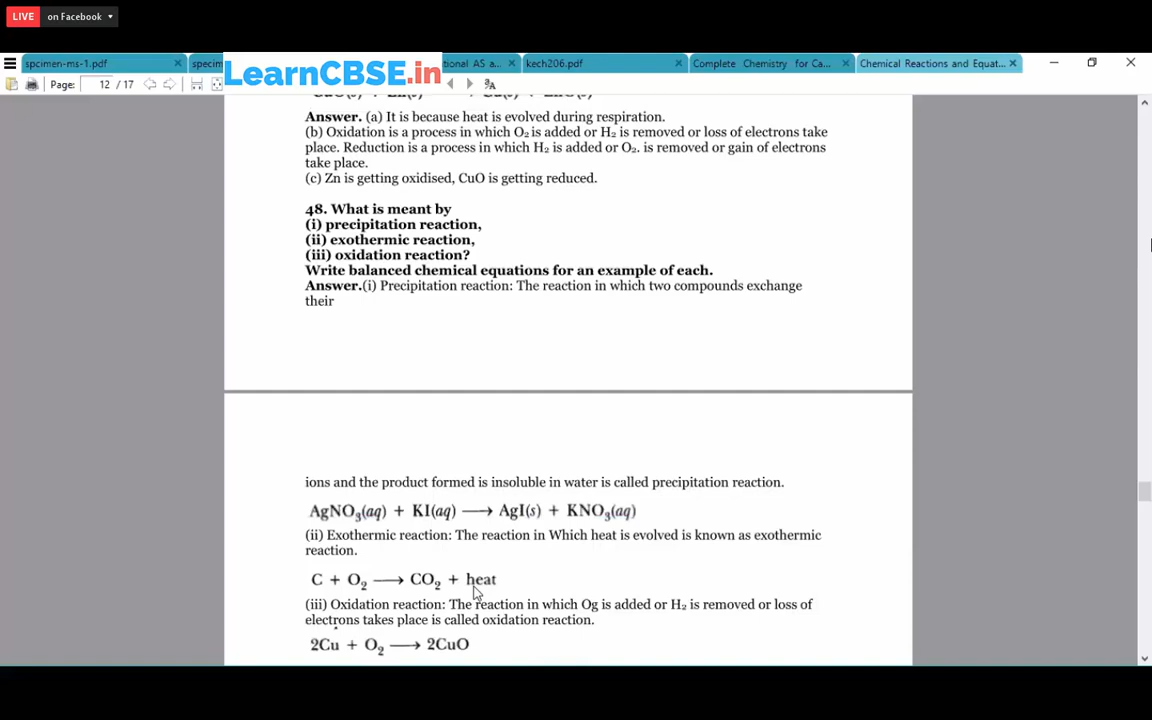 LIVE on Facebook
spcimen-ms-1.pdf specim LearnCBSE.in tional AS a... kech206.pdf Complete Chemistry for Ca... Chemical Reactions and Equat...
Page: 12 / 17
Answer. (a) It is because heat is evolved during respiration.
(b) Oxidation is a process in which O₂ is added or H₂ is removed or loss of electrons take
place. Reduction is a process in which H₂ is added or O₂. is removed or gain of electrons
take place.
(c) Zn is getting oxidised, CuO is getting reduced.
48. What is meant by
(i) precipitation reaction,
(ii) exothermic reaction,
(iii) oxidation reaction?
Write balanced chemical equations for an example of each.
Answer.(i) Precipitation reaction: The reaction in which two compounds exchange
their
ions and the product formed is insoluble in water is called precipitation reaction.
AgNO₃(aq) + KI(aq) ⟶ AgI(s) + KNO₃(aq)
(ii) Exothermic reaction: The reaction in Which heat is evolved is known as exothermic
reaction.
C + O₂ ⟶ CO₂ + heat
(iii) Oxidation reaction: The reaction in which Og is added or H₂ is removed or loss of
electrons takes place is called oxidation reaction.
2Cu + O₂ ⟶ 2CuO